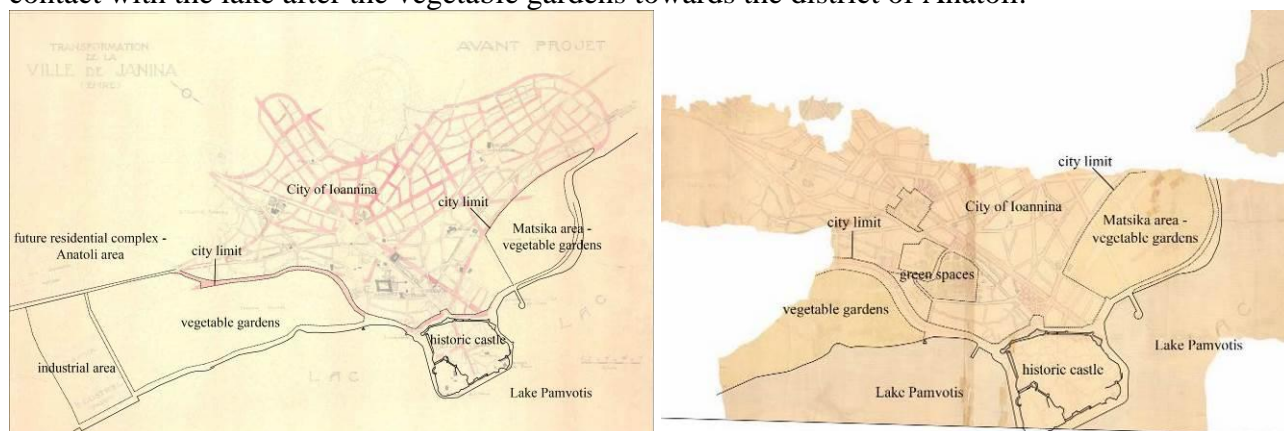 contact with the lake after the vegetable gardens towards the district of Anatoli.
TRANSFORMATION
DE LA
VILLE DE JANINA
(EPIRE)
AVANT PROJET
City of Ioannina
city limit
Matsika area -
vegetable gardens
future residential complex -
Anatoli area
city limit
vegetable gardens
industrial area
historic castle
LAC
LAC
Lake Pamvotis
city limit
City of Ioannina
city limit
Matsika area -
vegetable gardens
green spaces
vegetable gardens
LAC
Lake Pamvotis
historic castle
Lake Pamvotis